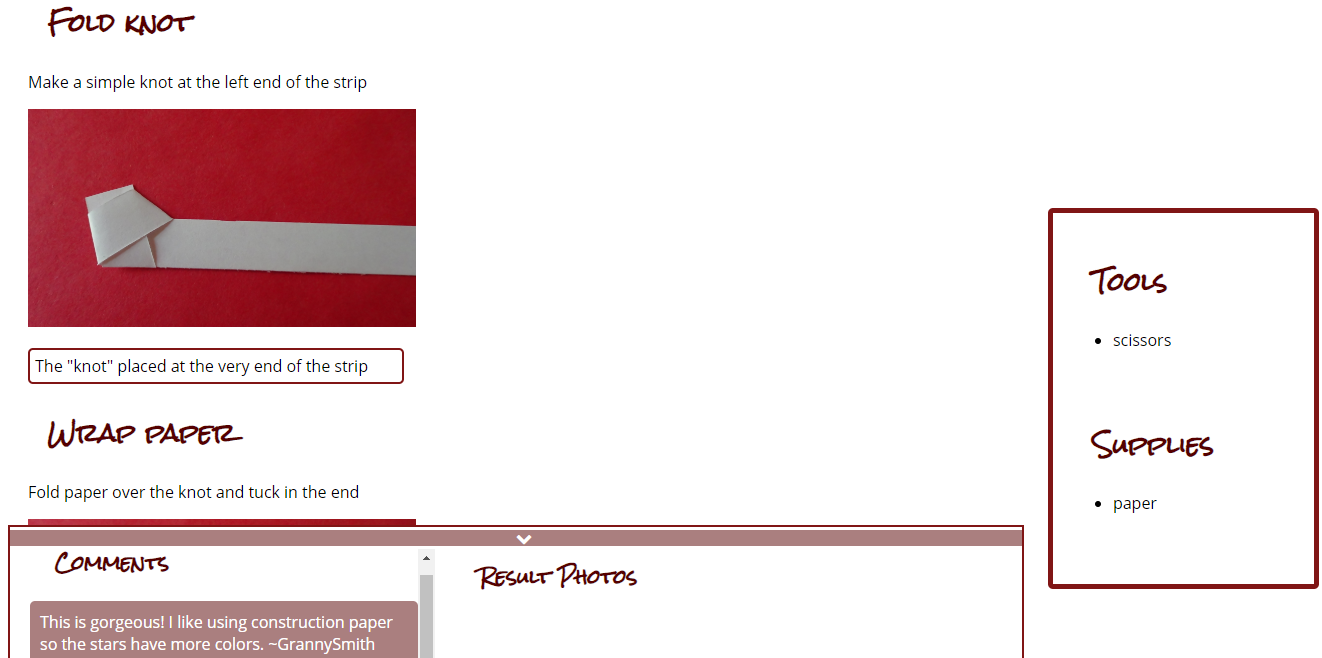 Fold knot
Make a simple knot at the left end of the strip
The "knot" placed at the very end of the strip
Wrap paper
Fold paper over the knot and tuck in the end
Comments
This is gorgeous! I like using construction paper
so the stars have more colors. ~GrannySmith
Result Photos
Tools
• scissors
Supplies
• paper